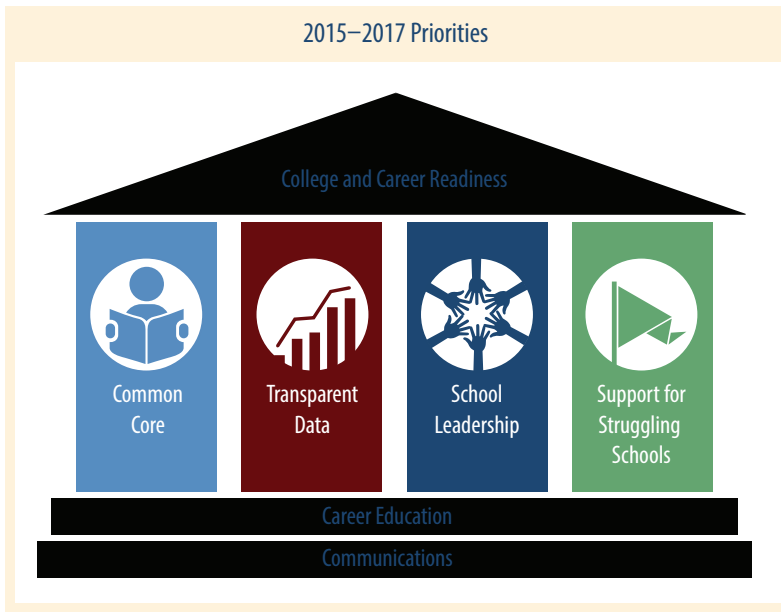 2015–2017 Priorities
College and Career Readiness
Common
Core
Transparent
Data
School
Leadership
Support for
Struggling
Schools
Career Education
Communications